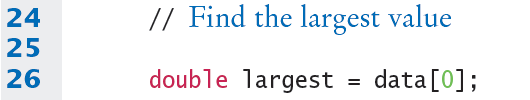 24 // Find the largest value
25
26 double largest = data[0];